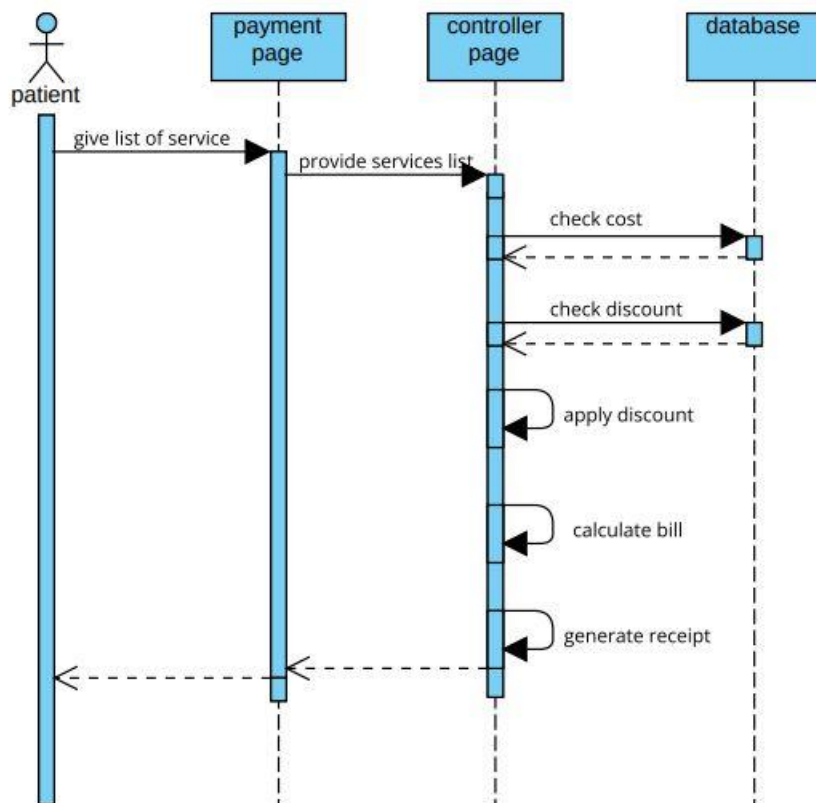 payment
page
controller
page
database
patient
give list of service
provide services list
check cost
check discount
apply discount
calculate bill
generate receipt